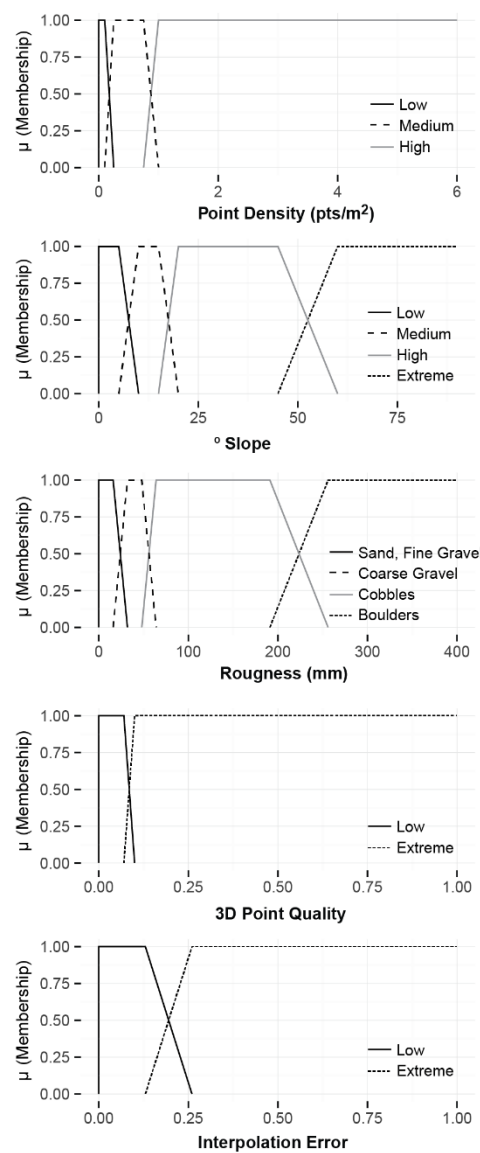 1.00
0.75
0.50
0.25
0.00
μ (Membership)
Low
Medium
High
0 2 4 6
Point Density (pts/m²)
1.00
0.75
0.50
0.25
0.00
μ (Membership)
Low
Medium
High
Extreme
0 25 50 75
º Slope
1.00
0.75
0.50
0.25
0.00
μ (Membership)
Sand, Fine Grave
Coarse Gravel
Cobbles
Boulders
0 100 200 300 400
Rougness (mm)
1.00
0.75
0.50
0.25
0.00
μ (Membership)
Low
Extreme
0.00 0.25 0.50 0.75 1.00
3D Point Quality
1.00
0.75
0.50
0.25
0.00
μ (Membership)
Low
Extreme
0.00 0.25 0.50 0.75 1.00
Interpolation Error